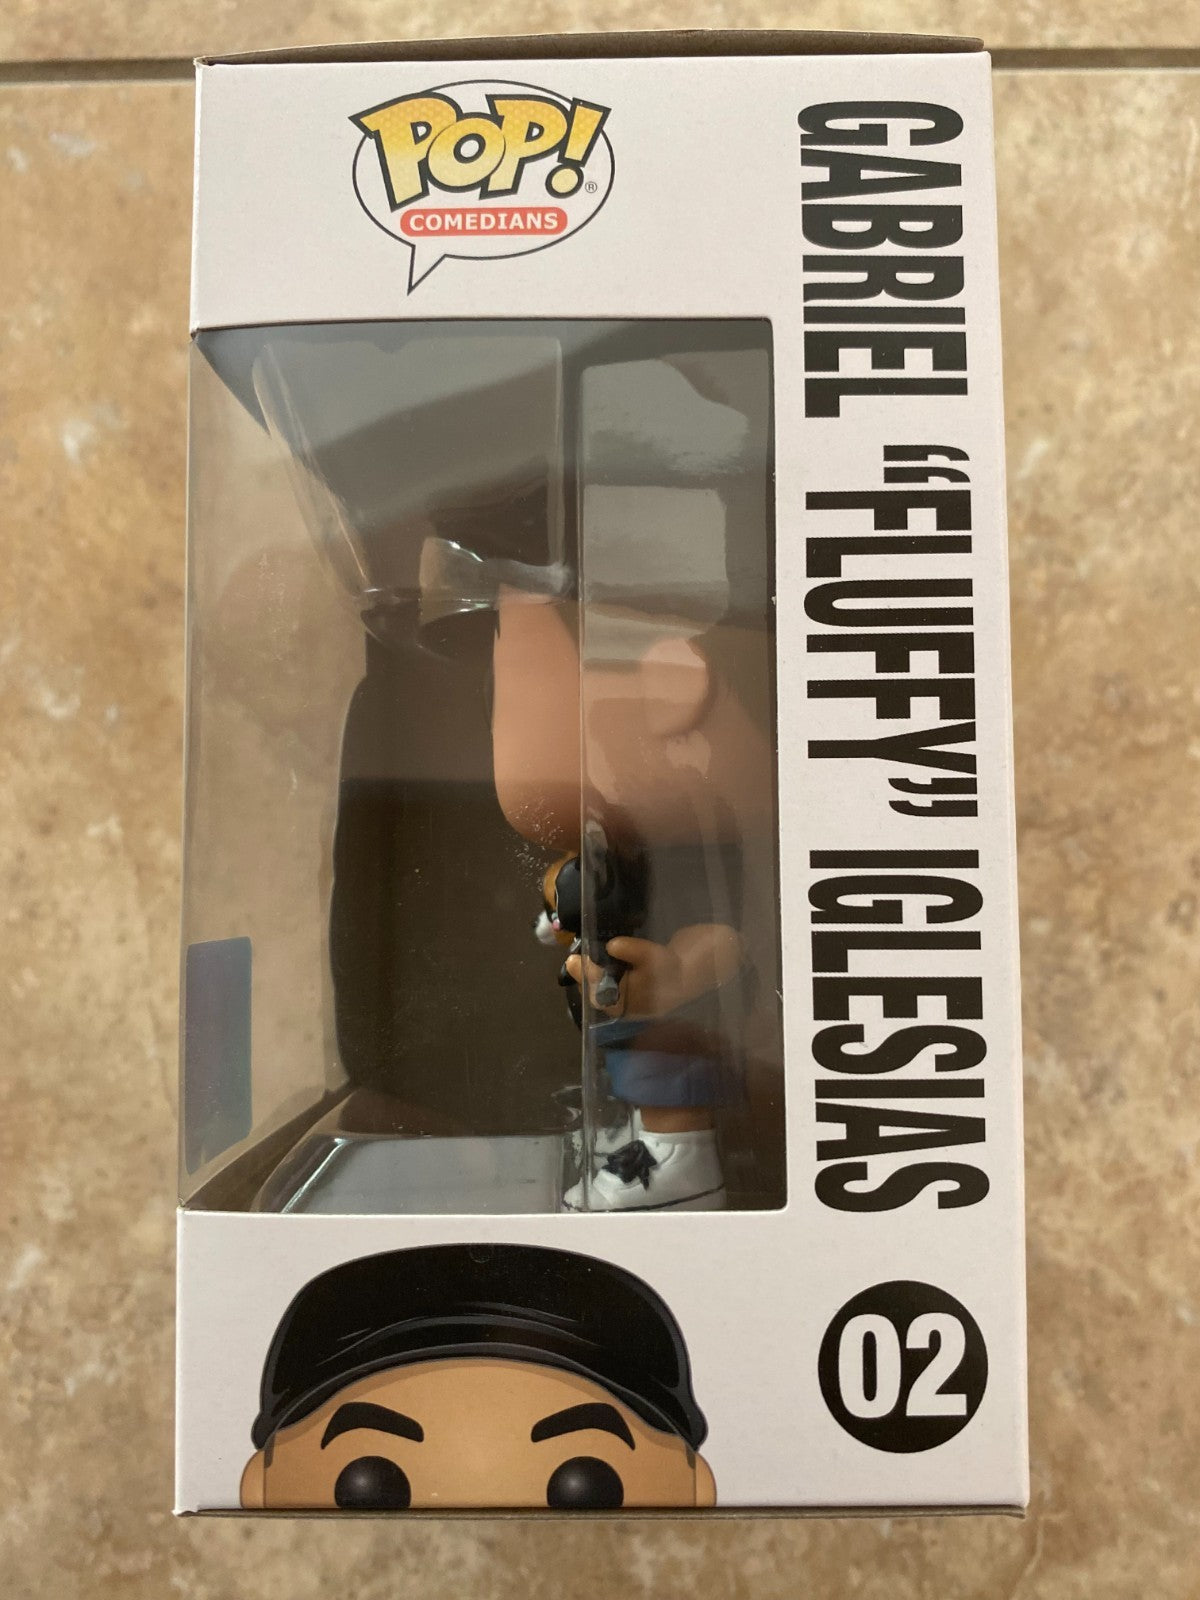 POP!®
COMEDIANS
GABRIEL “FLUFFY” IGLESIAS
02